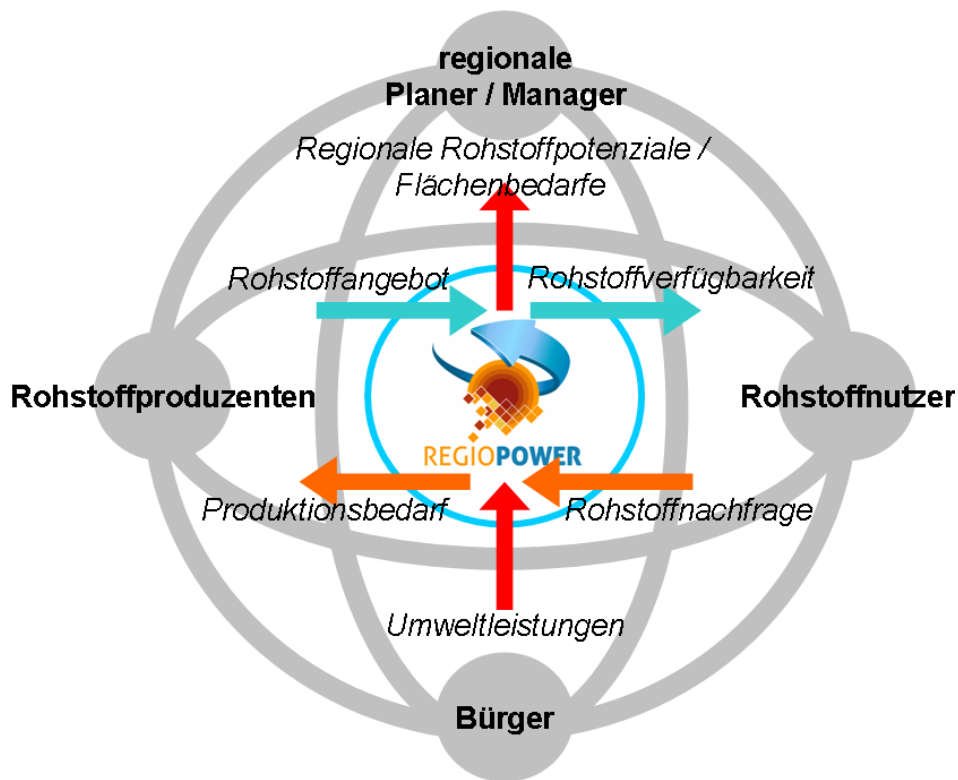 regionale
Planer / Manager
Regionale Rohstoffpotenziale /
Flächenbedarfe
Rohstoffangebot
Rohstoffverfügbarkeit
Rohstoffproduzenten
Rohstoffnutzer
REGIOPOWER
Produktionsbedarf
Rohstoffnachfrage
Umweltleistungen
Bürger